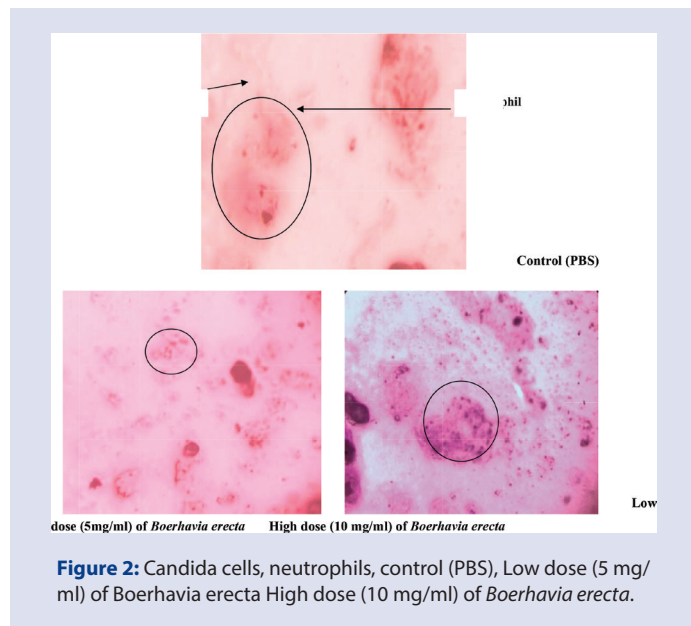 phil
Control (PBS)
Low
dose (5mg/ml) of Boerhavia erecta High dose (10 mg/ml) of Boerhavia erecta
Figure 2: Candida cells, neutrophils, control (PBS), Low dose (5 mg/
ml) of Boerhavia erecta High dose (10 mg/ml) of Boerhavia erecta.